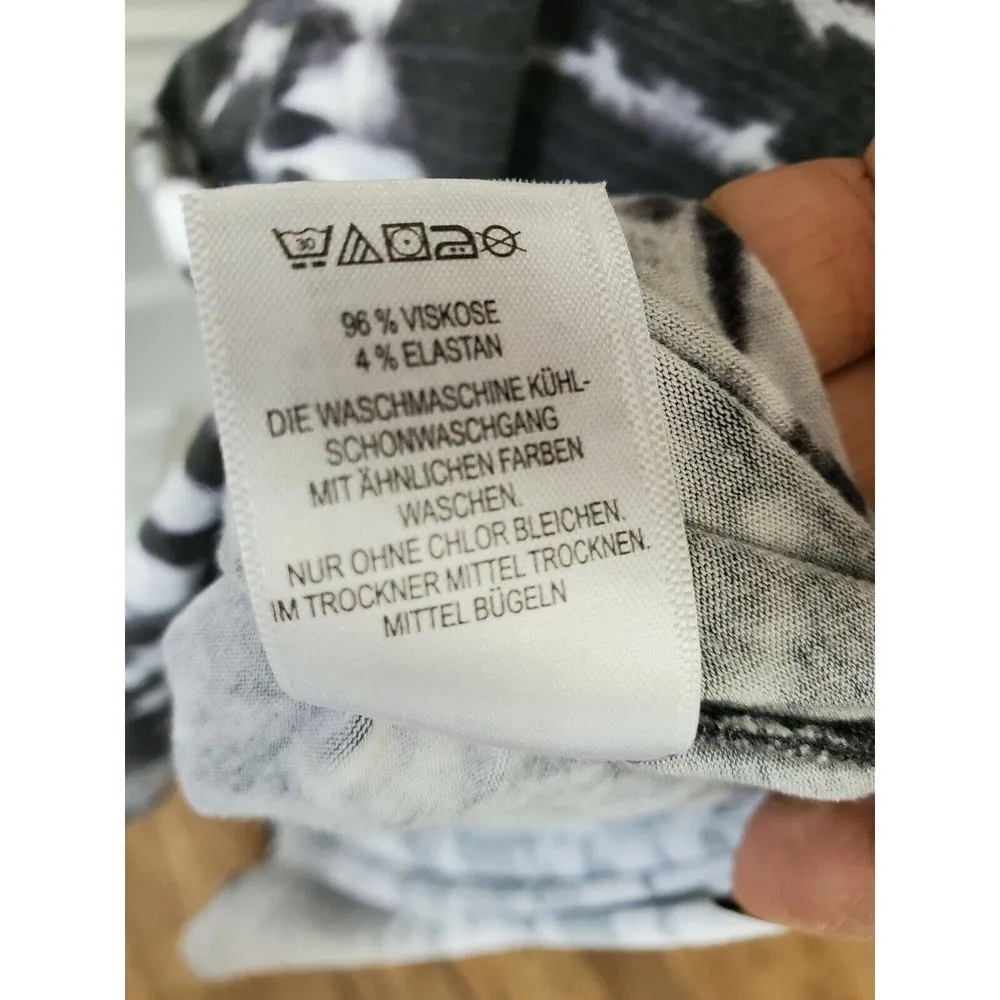 30
96 % VISKOSE
4 % ELASTAN
DIE WASCHMASCHINE KÜHL-
SCHONWASCHGANG
MIT ÄHNLICHEN FARBEN
WASCHEN.
NUR OHNE CHLOR BLEICHEN.
IM TROCKNER MITTEL TROCKNEN.
MITTEL BÜGELN